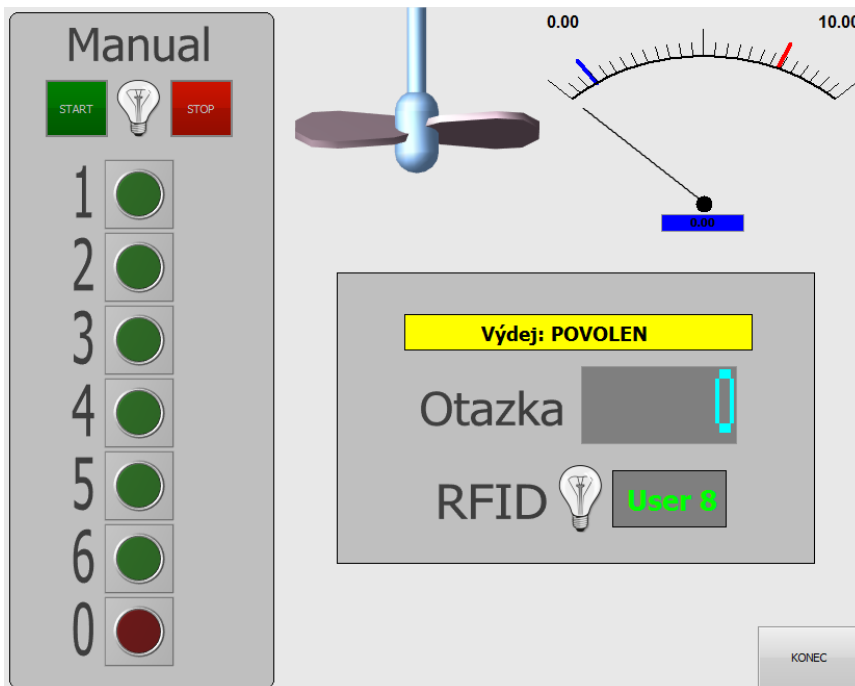 Manual
START
STOP
1
2
3
4
5
6
0
0.00
10.00
0.00
Výdej: POVOLEN
Otazka
0
RFID
User 8
KONEC